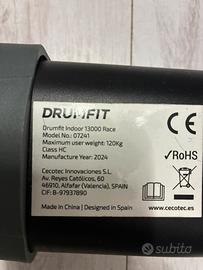 DRUMFIT
Drumfit Indoor 13000 Race
Model No: 07241
Maximum user weight: 120Kg
Class HC
Manufacture Year: 2024
CE
✓RoHS
Cecotec Innovaciones S.L.
Av. Reyes Católicos, 60
46910, Alfafar (Valencia), SPAIN
CIF: B-97937890
www.cecotec.es
Made in China | Designed in Spain
subito